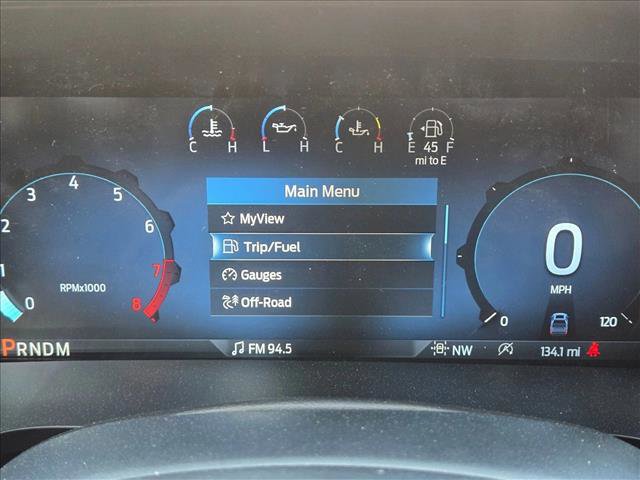 C H L H C H E 45 F
mi to E
Main Menu
MyView
Trip/Fuel
Gauges
Off-Road
0 1 2 3 4 5 6 7 8
RPMx1000
0
MPH
0 120
PRNDM
FM 94.5
NW
134.1 mi